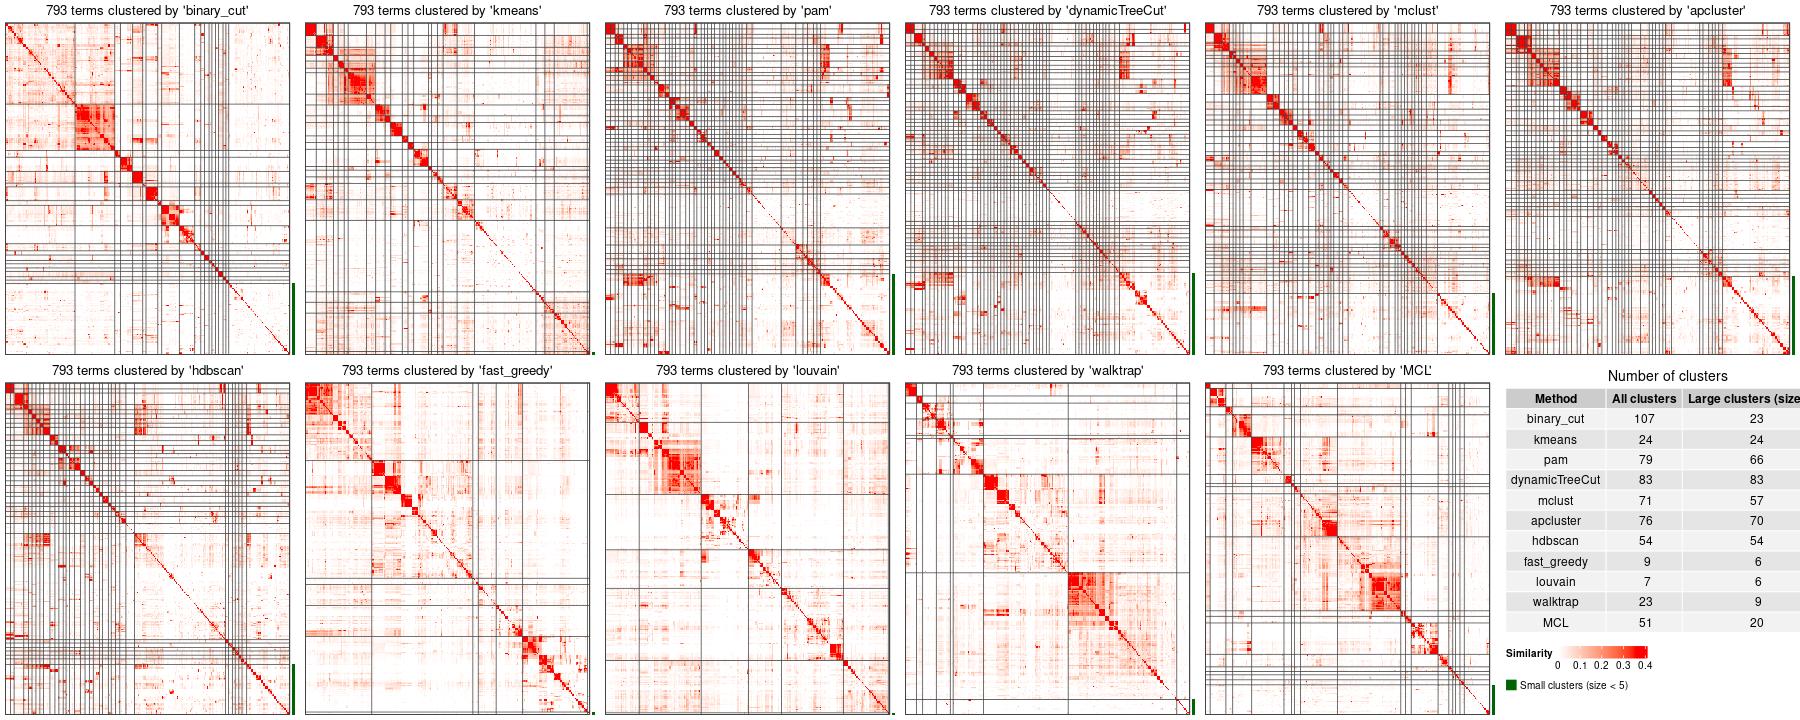 793 terms clustered by 'binary_cut'
793 terms clustered by 'kmeans'
793 terms clustered by 'pam'
793 terms clustered by 'dynamicTreeCut'
793 terms clustered by 'mclust'
793 terms clustered by 'apcluster'
793 terms clustered by 'hdbscan'
793 terms clustered by 'fast_greedy'
793 terms clustered by 'louvain'
793 terms clustered by 'walktrap'
793 terms clustered by 'MCL'
Number of clusters
Method All clusters Large clusters (size
binary_cut 107 23
kmeans 24 24
pam 79 66
dynamicTreeCut 83 83
mclust 71 57
apcluster 76 70
hdbscan 54 54
fast_greedy 9 6
louvain 7 6
walktrap 23 9
MCL 51 20
Similarity
0 0.1 0.2 0.3 0.4
Small clusters (size < 5)